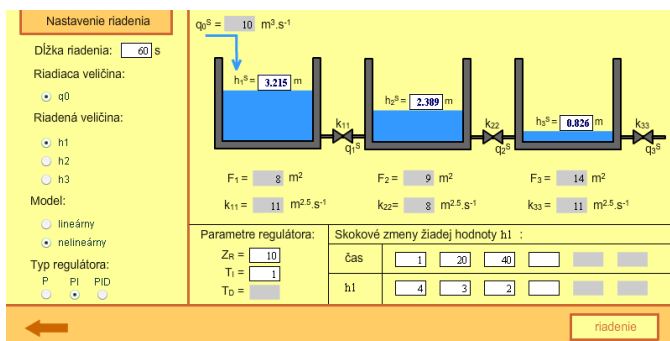 Nastavenie riadenia
Dĺžka riadenia: 60 s
Riadiaca veličina:
q0
Riadená veličina:
h1
h2
h3
Model:
lineárny
nelineárny
Typ regulátora:
P PI PID
q₀ˢ = 10 m³.s⁻¹
h₁ˢ = 3.215 m
h₂ˢ = 2.389 m
h₃ˢ = 0.826 m
k₁₁ k₂₂ k₃₃
q₁ˢ q₂ˢ q₃ˢ
F₁ = 8 m² F₂ = 9 m² F₃ = 14 m²
k₁₁ = 11 m²·⁵.s⁻¹ k₂₂= 8 m²·⁵.s⁻¹ k₃₃ = 11 m²·⁵.s⁻¹
Parametre regulátora:
Z_R = 10
T_I = 1
T_D =
Skokové zmeny žiadej hodnoty h1 :
čas 1 20 40
h1 4 3 2
riadenie